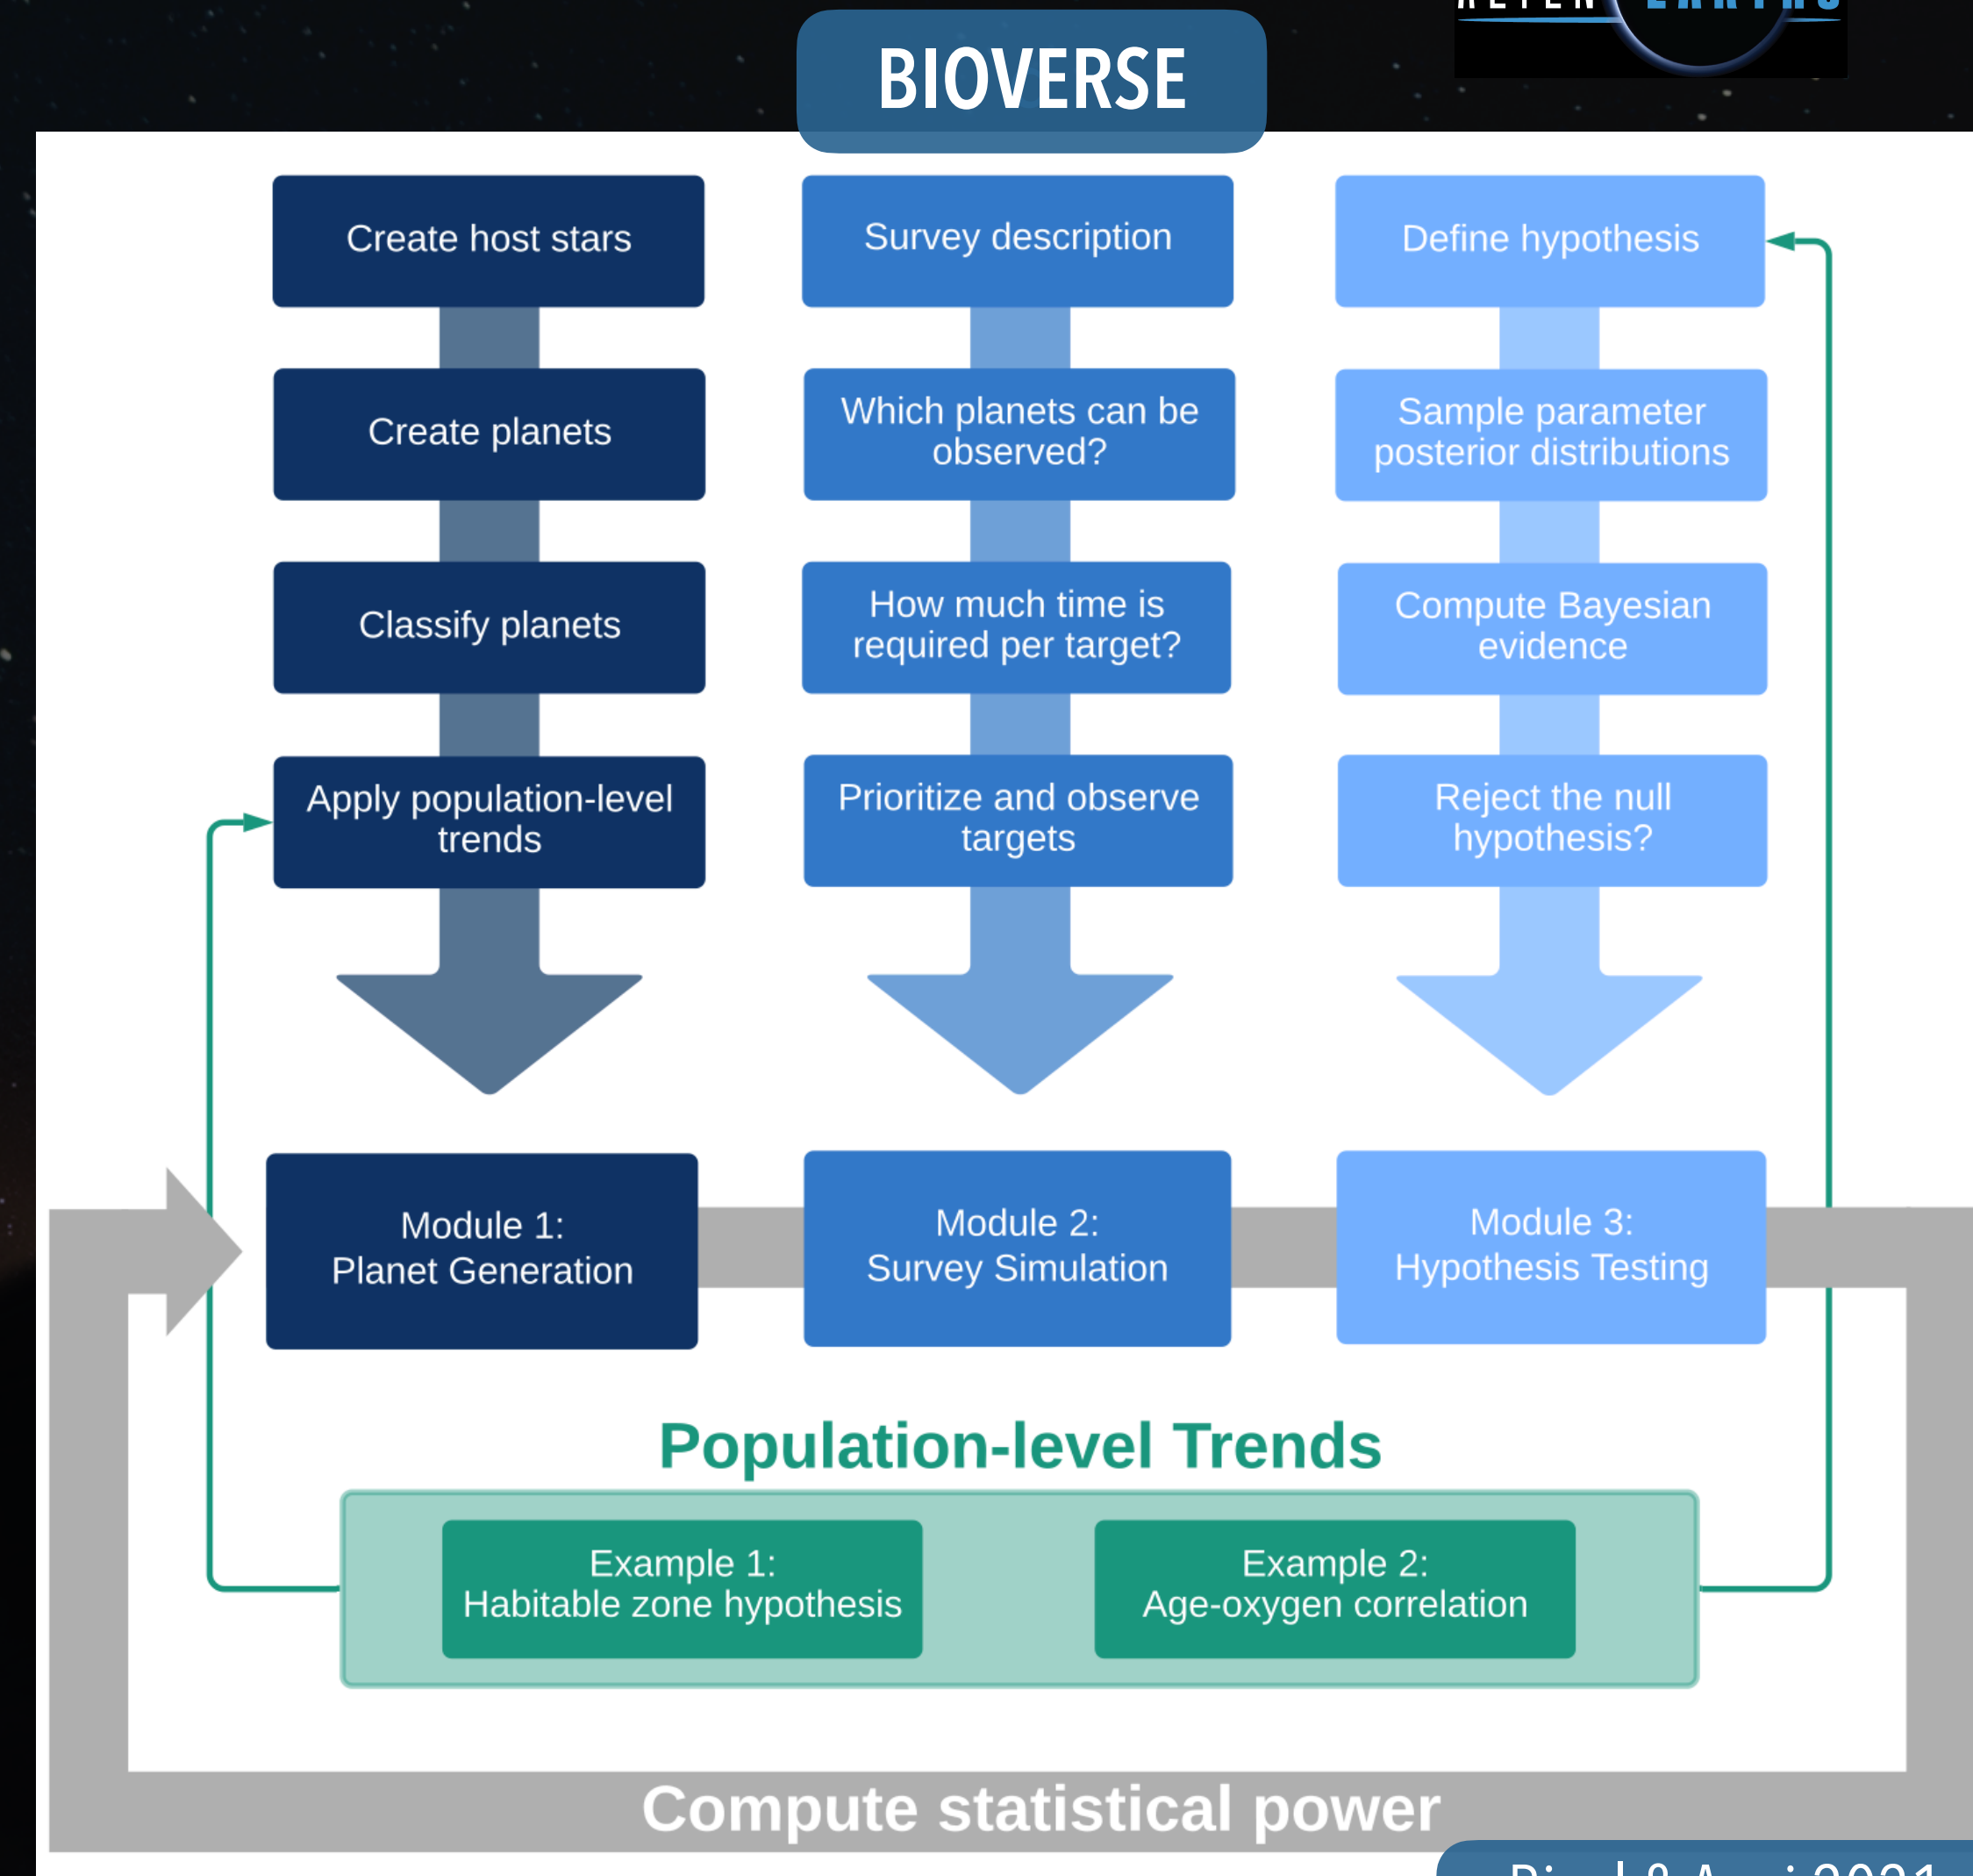 ALIEN EARTHS
BIOVERSE
Create host stars
Create planets
Classify planets
Apply population-level
trends
Survey description
Which planets can be
observed?
How much time is
required per target?
Prioritize and observe
targets
Define hypothesis
Sample parameter
posterior distributions
Compute Bayesian
evidence
Reject the null
hypothesis?
Module 1:
Planet Generation
Module 2:
Survey Simulation
Module 3:
Hypothesis Testing
Population-level Trends
Example 1:
Habitable zone hypothesis
Example 2:
Age-oxygen correlation
Compute statistical power
2021